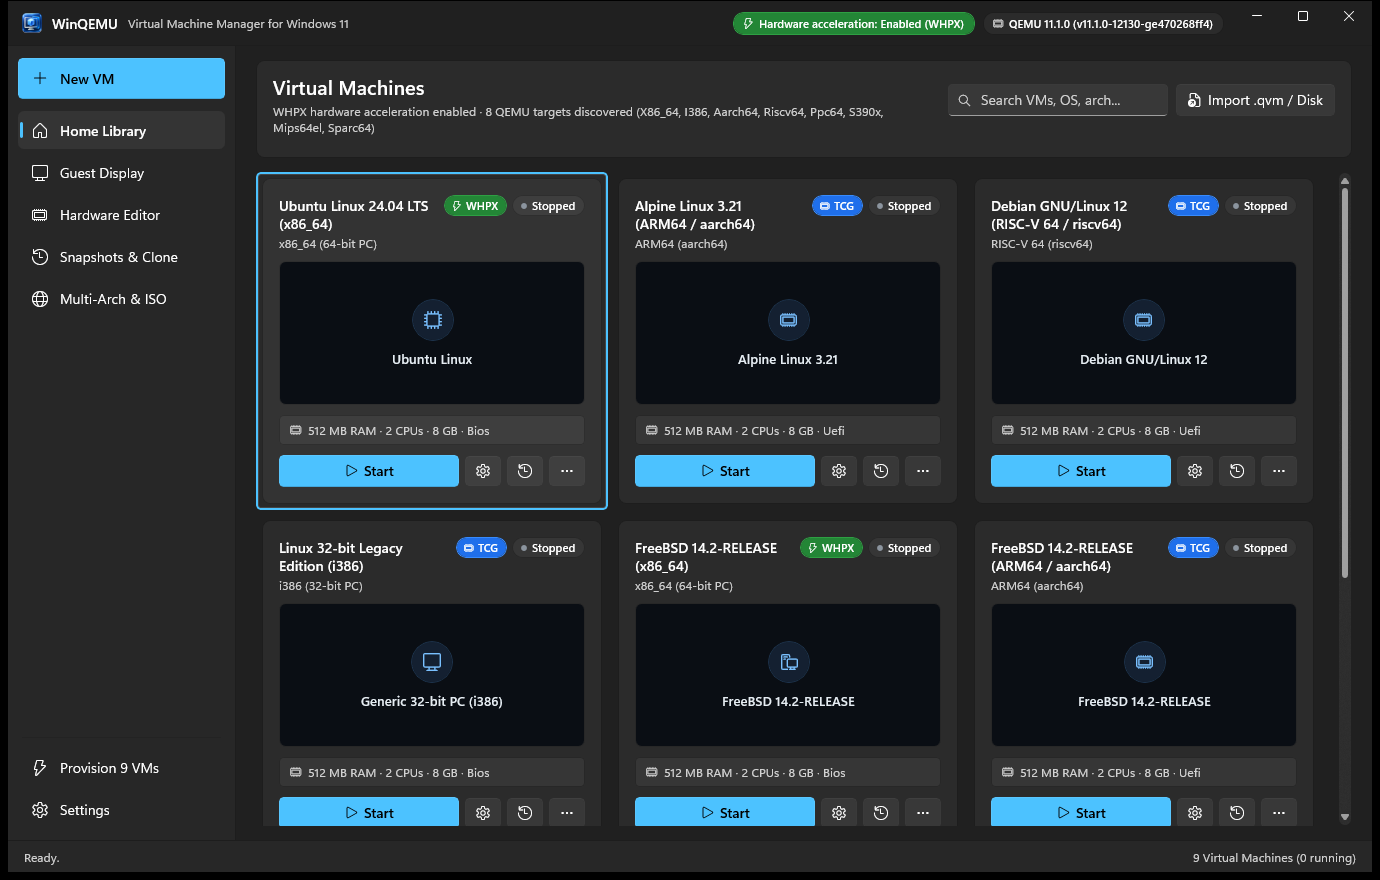 WinQEMU Virtual Machine Manager for Windows 11
Hardware acceleration: Enabled (WHPX)
QEMU 11.1.0 (v11.1.0-12130-ge470268ff4)
New VM
Home Library
Guest Display
Hardware Editor
Snapshots & Clone
Multi-Arch & ISO
Provision 9 VMs
Settings
Virtual Machines
WHPX hardware acceleration enabled · 8 QEMU targets discovered (X86_64, I386, Aarch64, Riscv64, Ppc64, S390x,
Mips64el, Sparc64)
Search VMs, OS, arch...
Import .qvm / Disk
Ubuntu Linux 24.04 LTS
(x86_64)
WHPX
Stopped
x86_64 (64-bit PC)
Ubuntu Linux
512 MB RAM · 2 CPUs · 8 GB · Bios
Start
Alpine Linux 3.21
(ARM64 / aarch64)
TCG
Stopped
ARM64 (aarch64)
Alpine Linux 3.21
512 MB RAM · 2 CPUs · 8 GB · Uefi
Start
Debian GNU/Linux 12
(RISC-V 64 / riscv64)
TCG
Stopped
RISC-V 64 (riscv64)
Debian GNU/Linux 12
512 MB RAM · 2 CPUs · 8 GB · Uefi
Start
Linux 32-bit Legacy
Edition (i386)
TCG
Stopped
i386 (32-bit PC)
Generic 32-bit PC (i386)
512 MB RAM · 2 CPUs · 8 GB · Bios
Start
FreeBSD 14.2-RELEASE
(x86_64)
WHPX
Stopped
x86_64 (64-bit PC)
FreeBSD 14.2-RELEASE
512 MB RAM · 2 CPUs · 8 GB · Bios
Start
FreeBSD 14.2-RELEASE
(ARM64 / aarch64)
TCG
Stopped
ARM64 (aarch64)
FreeBSD 14.2-RELEASE
512 MB RAM · 2 CPUs · 8 GB · Uefi
Start
Ready.
9 Virtual Machines (0 running)